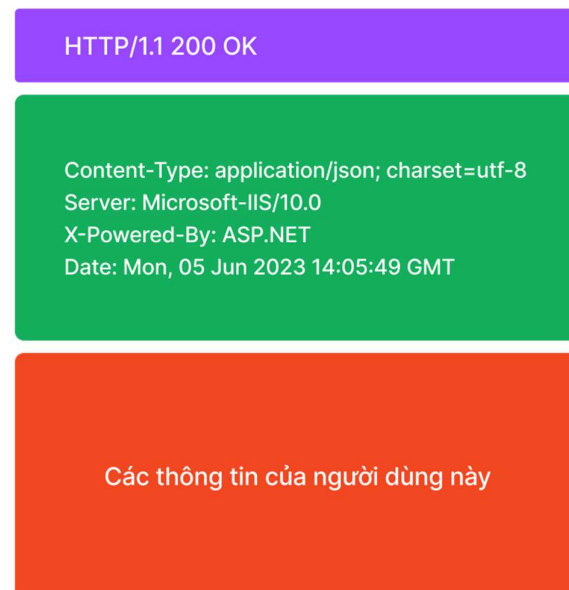 HTTP/1.1 200 OK
Content-Type: application/json; charset=utf-8
Server: Microsoft-IIS/10.0
X-Powered-By: ASP.NET
Date: Mon, 05 Jun 2023 14:05:49 GMT
Các thông tin của người dùng này